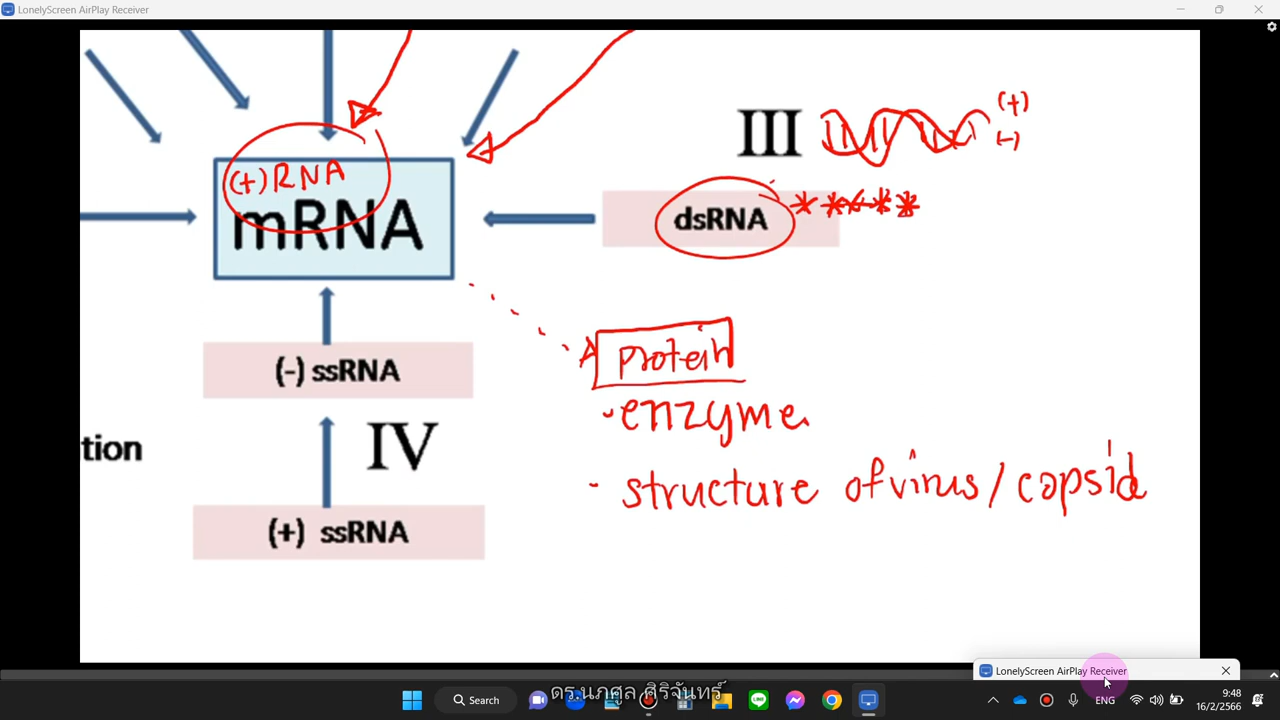 LonelyScreen AirPlay Receiver
(+)
III
(-)
(+) RNA
mRNA
dsRNA
protein
(-) ssRNA
enzyme
tion
IV
structure of virus / capsid
(+) ssRNA
LonelyScreen AirPlay Receiver
Search
ดร.นภศูล ศิริจันทร์
ENG
9:48
16/2/2566